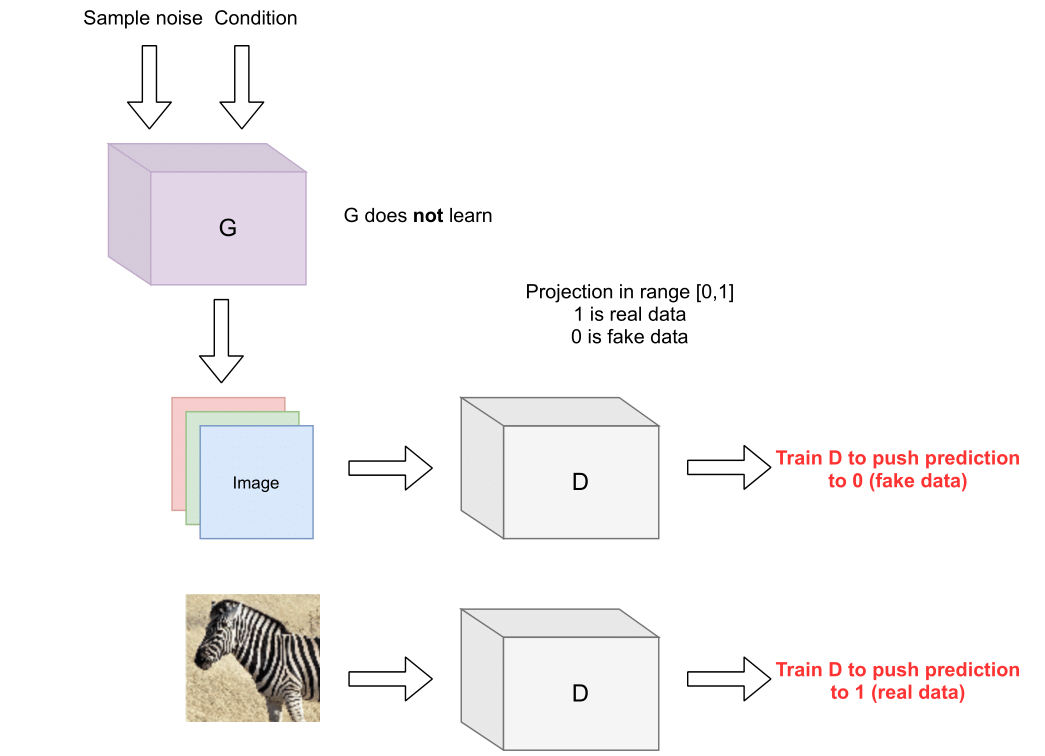 Sample noise
Condition
G
G does not learn
Projection in range [0,1]
1 is real data
0 is fake data
Image
D
Train D to push prediction
to 0 (fake data)
D
Train D to push prediction
to 1 (real data)